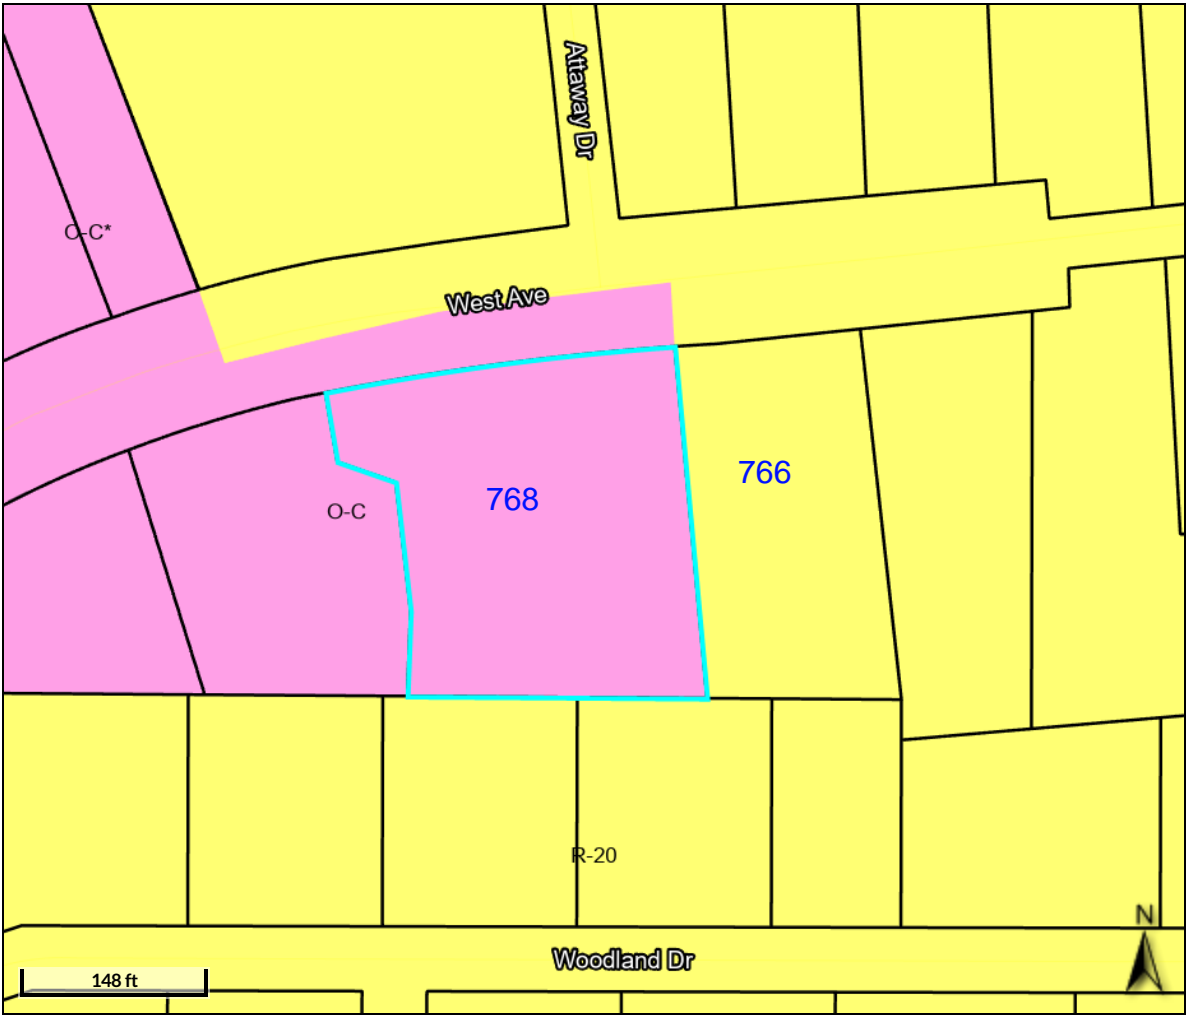 Attaway Dr
O-C*
West Ave
766
768
O-C
R-20
N
Woodland Dr
148 ft